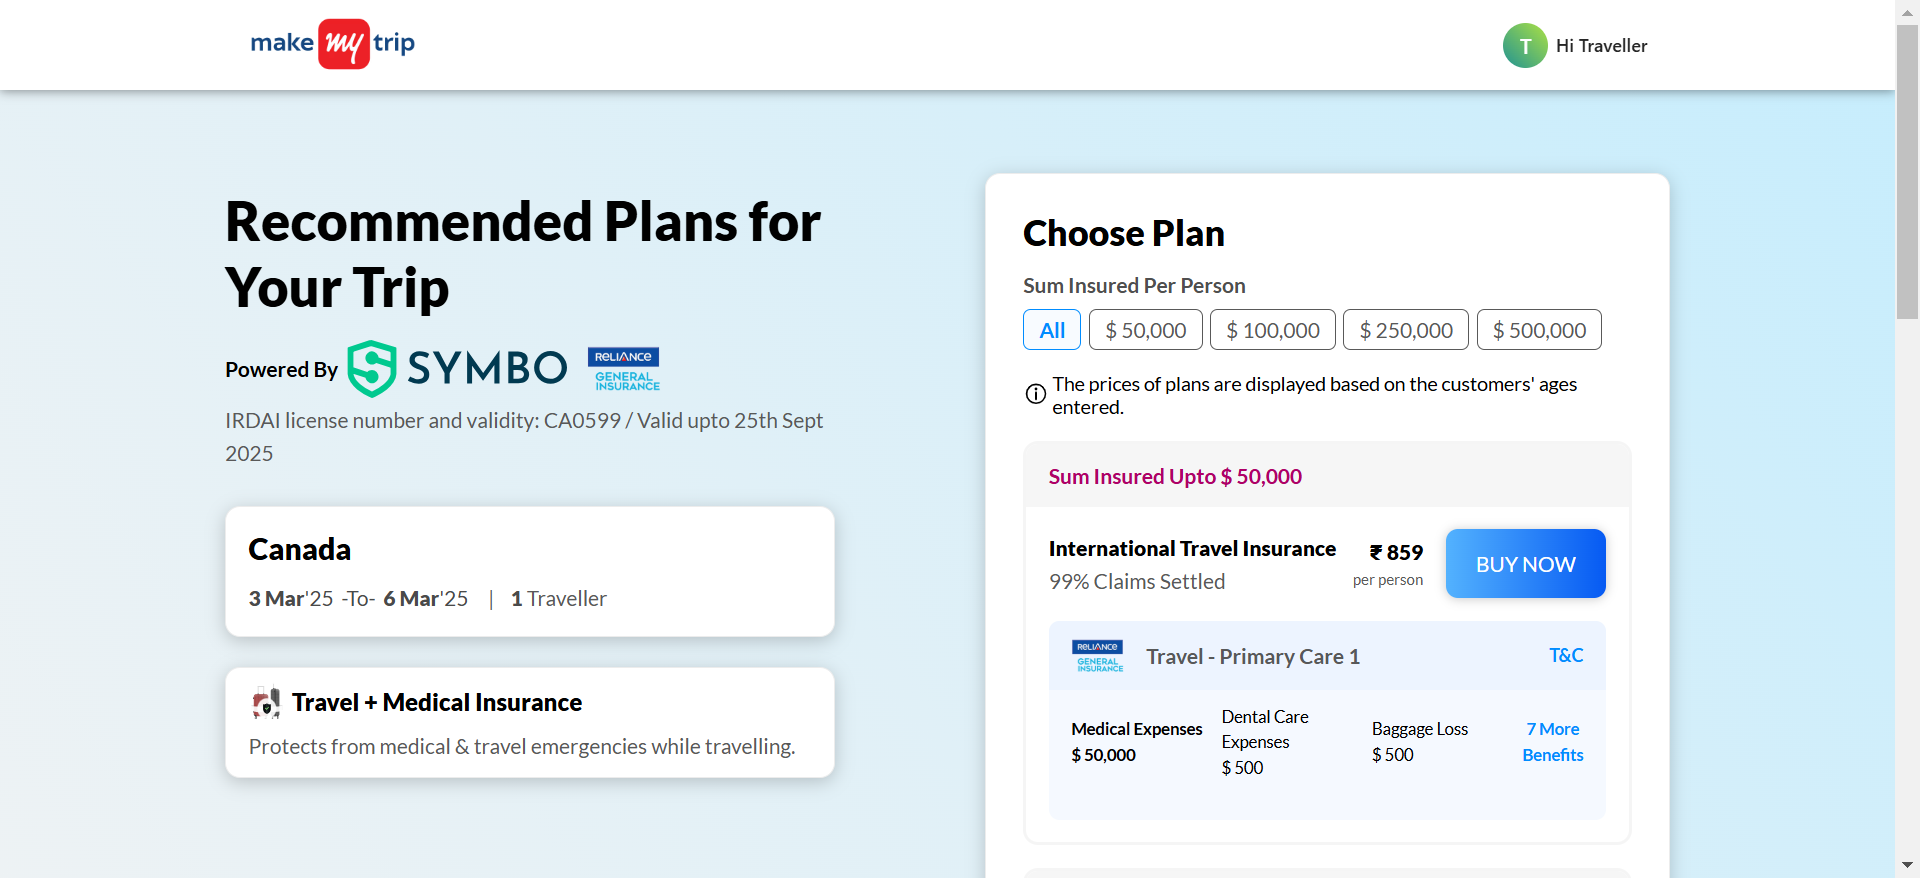 make my trip
T Hi Traveller
Recommended Plans for
Your Trip
Powered By SYMBO RELIANCE
GENERAL
INSURANCE
IRDAI license number and validity: CA0599 / Valid upto 25th Sept
2025
Canada
3 Mar'25 -To- 6 Mar'25 | 1 Traveller
Travel + Medical Insurance
Protects from medical & travel emergencies while travelling.
Choose Plan
Sum Insured Per Person
All $ 50,000 $ 100,000 $ 250,000 $ 500,000
The prices of plans are displayed based on the customers' ages
entered.
Sum Insured Upto $ 50,000
International Travel Insurance ₹ 859
99% Claims Settled per person
BUY NOW
RELIANCE
GENERAL
INSURANCE
Travel - Primary Care 1 T&C
Medical Expenses
$ 50,000
Dental Care
Expenses
$ 500
Baggage Loss
$ 500
7 More
Benefits